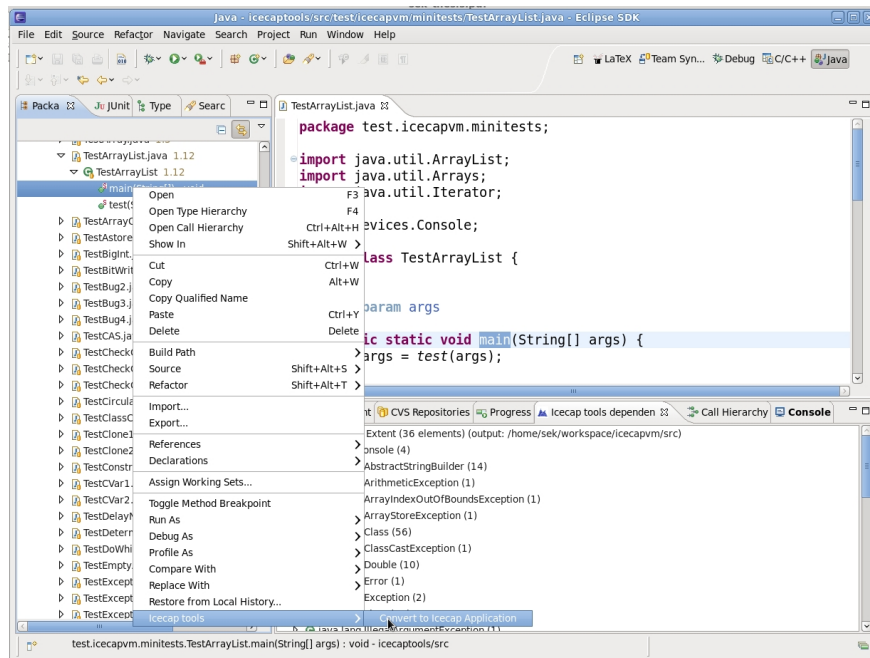 Java - icecaptools/src/test/icecapvm/minitests/TestArrayList.java - Eclipse SDK
File Edit Source Refactor Navigate Search Project Run Window Help
LaTeX Team Syn... Debug C/C++ Java
Packa JUnit Type Searc
TestArrayList.java
TestArrayList.java 1.12
TestArrayList 1.12
test(
TestArray
TestAstore
TestBigInt.
TestBitWrit
TestBug2.j
TestBug3.j
TestBug4.j
TestCAS.ja
TestCheck
TestCheck
TestCheck
TestCircula
TestClassC
TestClone1
TestClone2
TestConstr
TestCVar1.
TestCVar2.
TestDelayN
TestDeterr
TestDoWhi
TestEmpty.
TestExcept
TestExcept
TestExcept
Open F3
Open Type Hierarchy F4
Open Call Hierarchy Ctrl+Alt+H
Show In Shift+Alt+W >
Cut Ctrl+W
Copy Alt+W
Copy Qualified Name
Paste Ctrl+Y
Delete Delete
Build Path >
Source Shift+Alt+S >
Refactor Shift+Alt+T >
Import...
Export...
References >
Declarations >
Assign Working Sets...
Toggle Method Breakpoint
Run As >
Debug As >
Profile As >
Compare With >
Replace With >
Restore from Local History...
Icecap tools >
Convert to Icecap Application
package test.icecapvm.minitests;
import java.util.ArrayList;
import java.util.Arrays;
ava.util.Iterator;
evices.Console;
lass TestArrayList {
param args
ic static void main(String[] args) {
args = test(args);
nt CVS Repositories Progress Icecap tools dependen Call Hierarchy Console
Extent (36 elements) (output: /home/sek/workspace/icecapvm/src)
onsole (4)
AbstractStringBuilder (14)
ArithmeticException (1)
ArrayIndexOutOfBoundsException (1)
ArrayStoreException (1)
Class (56)
ClassCastException (1)
Double (10)
Error (1)
Exception (2)
java.lang.IllegalArgumentException (1)
test.icecapvm.minitests.TestArrayList.main(String[] args) : void - icecaptools/src